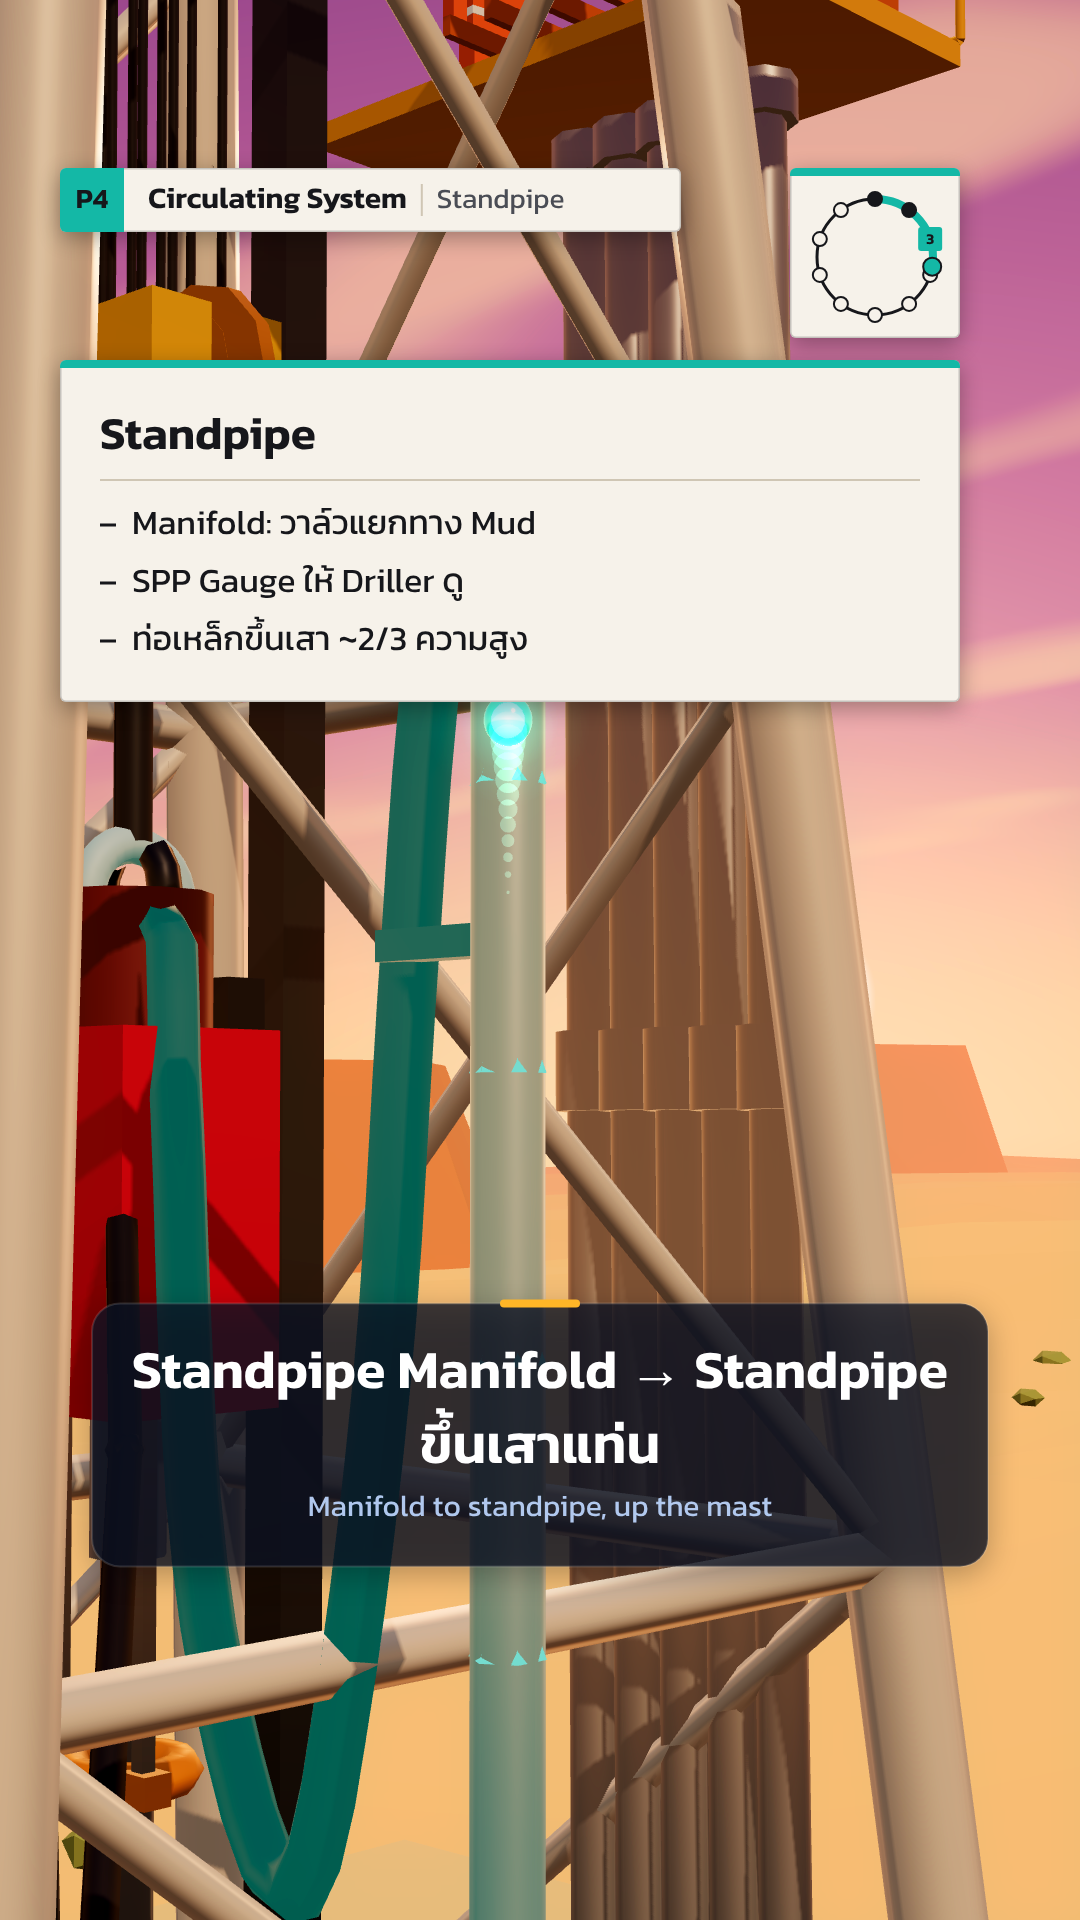 P4 Circulating System | Standpipe
3
Standpipe
– Manifold: วาล์วแยกทาง Mud
– SPP Gauge ให้ Driller ดู
– ท่อเหล็กขึ้นเสา ~2/3 ความสูง
Standpipe Manifold → Standpipe
ขึ้นเสาแท่น
Manifold to standpipe, up the mast